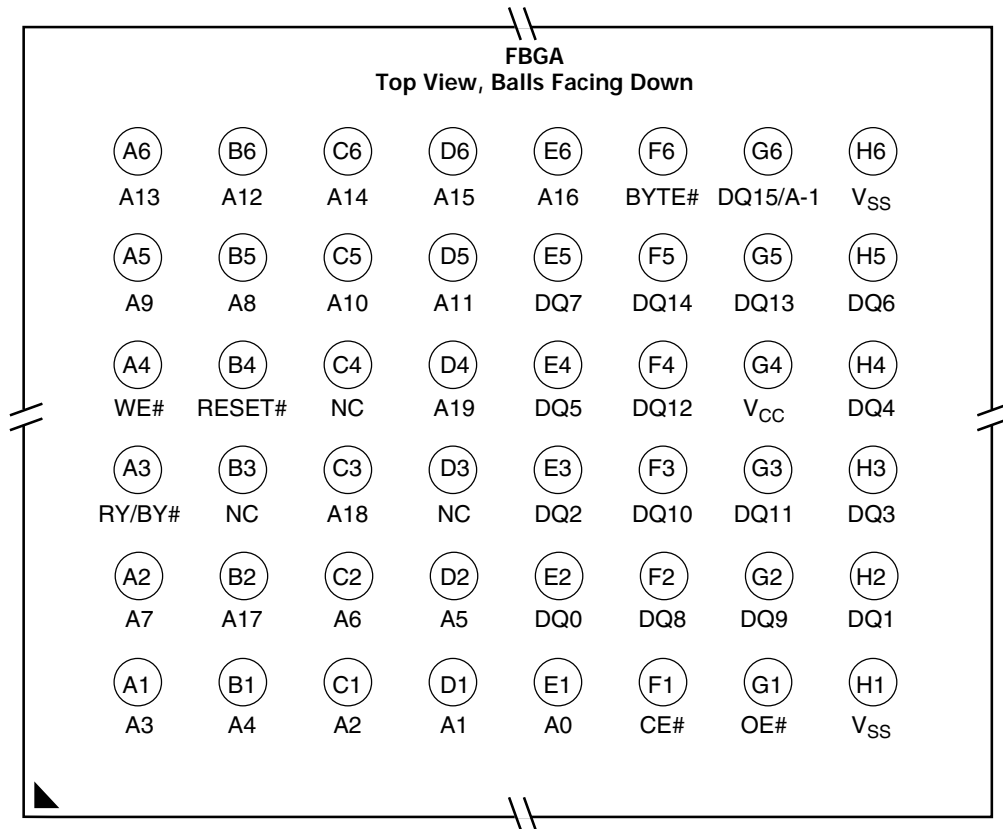 FBGA
Top View, Balls Facing Down
A6 B6 C6 D6 E6 F6 G6 H6
A13 A12 A14 A15 A16 BYTE# DQ15/A-1 VSS
A5 B5 C5 D5 E5 F5 G5 H5
A9 A8 A10 A11 DQ7 DQ14 DQ13 DQ6
A4 B4 C4 D4 E4 F4 G4 H4
WE# RESET# NC A19 DQ5 DQ12 VCC DQ4
A3 B3 C3 D3 E3 F3 G3 H3
RY/BY# NC A18 NC DQ2 DQ10 DQ11 DQ3
A2 B2 C2 D2 E2 F2 G2 H2
A7 A17 A6 A5 DQ0 DQ8 DQ9 DQ1
A1 B1 C1 D1 E1 F1 G1 H1
A3 A4 A2 A1 A0 CE# OE# VSS